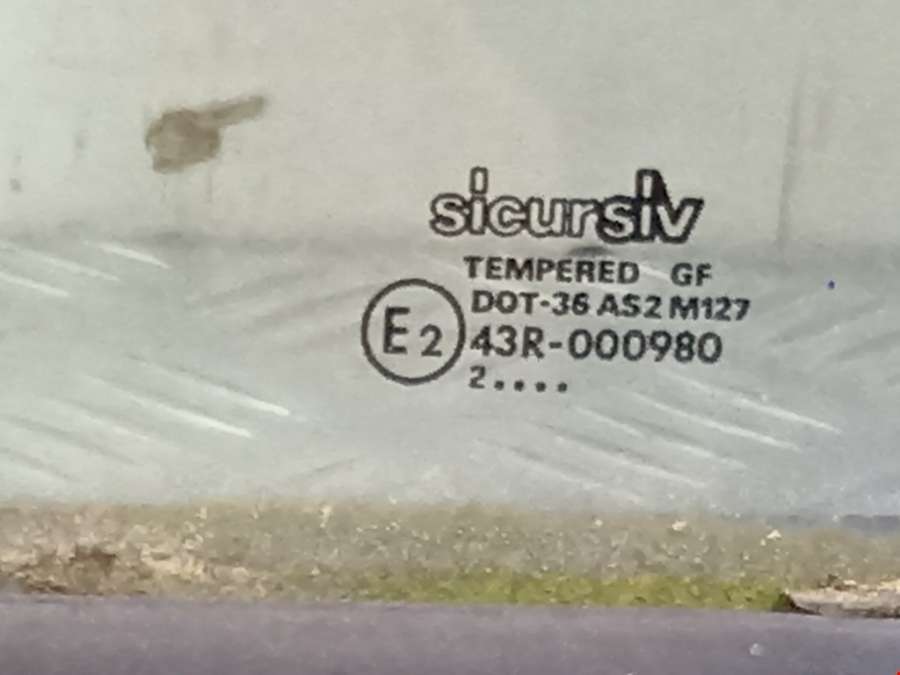 sicursiv
TEMPERED GF
DOT-36 AS2 M127
E2 43R-000980
2....